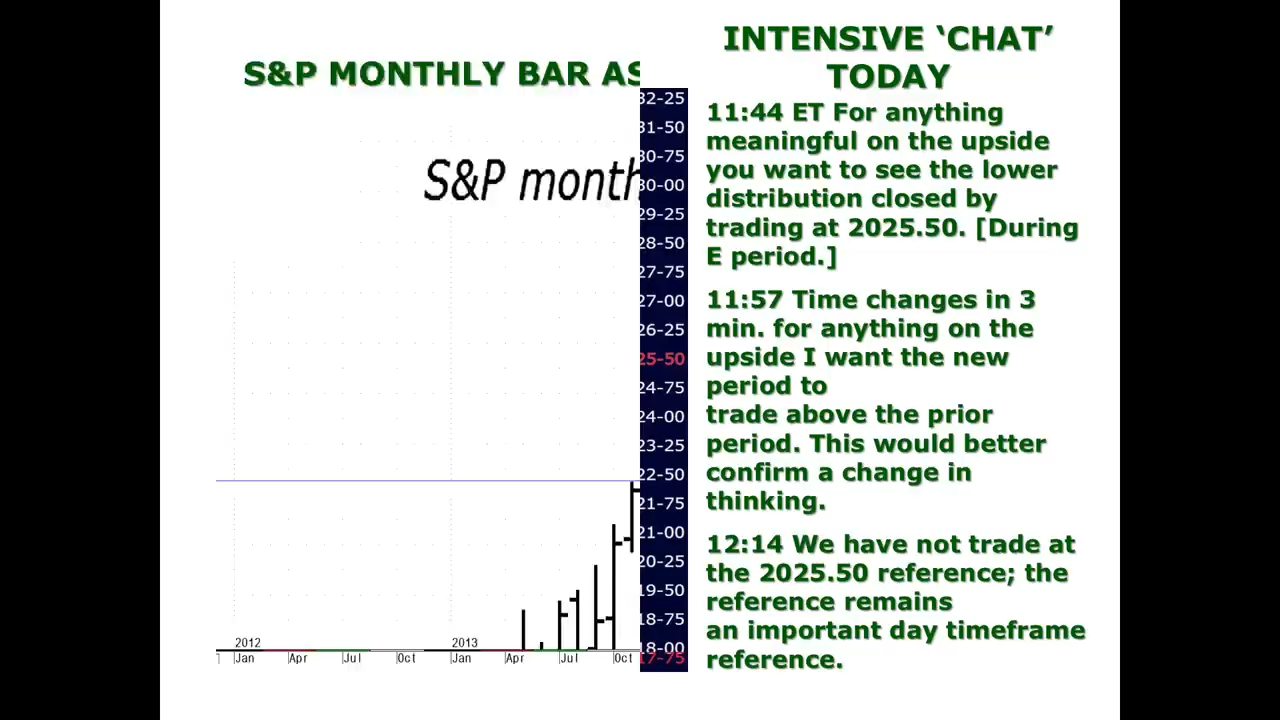 S&P MONTHLY BAR AS
S&P month
2012
2013
Jan
Apr
Jul
Oct
Jan
Apr
Jul
Oct
32-25
31-50
30-75
30-00
29-25
28-50
27-75
27-00
26-25
25-50
24-75
24-00
23-25
22-50
21-75
21-00
20-25
19-50
18-75
18-00
17-75
INTENSIVE ‘CHAT’
TODAY
11:44 ET For anything
meaningful on the upside
you want to see the lower
distribution closed by
trading at 2025.50. [During
E period.]
11:57 Time changes in 3
min. for anything on the
upside I want the new
period to
trade above the prior
period. This would better
confirm a change in
thinking.
12:14 We have not trade at
the 2025.50 reference; the
reference remains
an important day timeframe
reference.